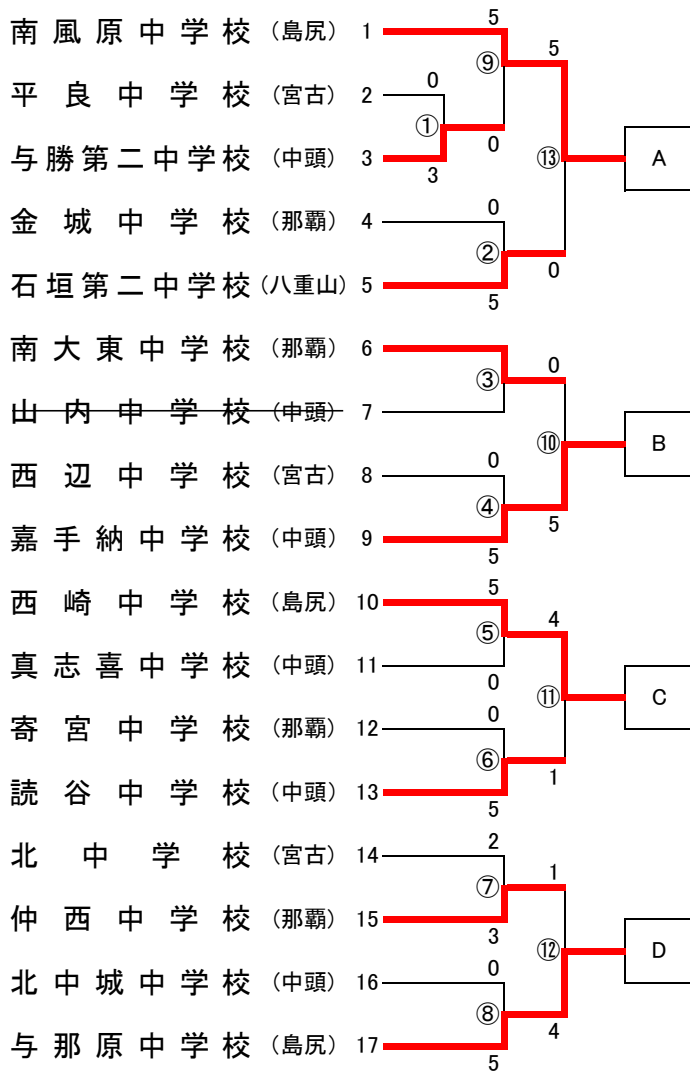 5
南風原中学校 (島尻) 1 5
⑨
0
平良中学校 (宮古) 2
①
0
与勝第二中学校 (中頭) 3 ⑬ A
3
0
金城中学校 (那覇) 4
②
0
石垣第二中学校 (八重山) 5
5
南大東中学校 (那覇) 6
0
③
山内中学校 (中頭) 7
⑩ B
0
西辺中学校 (宮古) 8
④
5
嘉手納中学校 (中頭) 9
5
5
西崎中学校 (島尻) 10
4
⑤
真志喜中学校 (中頭) 11
0
⑪ C
0
寄宮中学校 (那覇) 12
⑥
1
読谷中学校 (中頭) 13
5
2
北中学校 (宮古) 14
1
⑦
仲西中学校 (那覇) 15
3
⑫ D
0
北中城中学校 (中頭) 16
⑧
4
与那原中学校 (島尻) 17
5